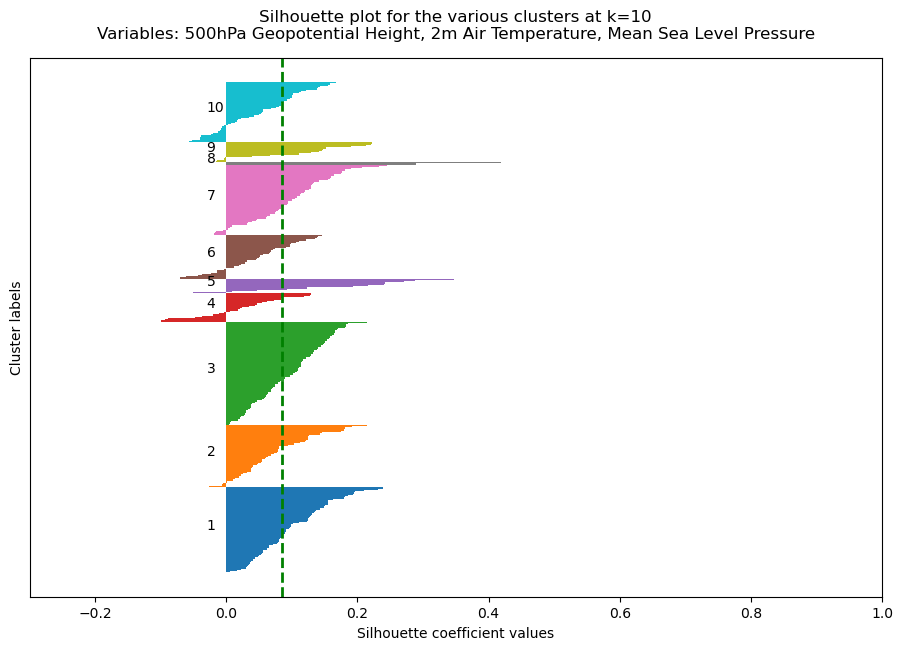 Silhouette plot for the various clusters at k=10
Variables: 500hPa Geopotential Height, 2m Air Temperature, Mean Sea Level Pressure
10
9
8
7
6
5
4
3
2
1
Cluster labels
−0.2 0.0 0.2 0.4 0.6 0.8 1.0
Silhouette coefficient values